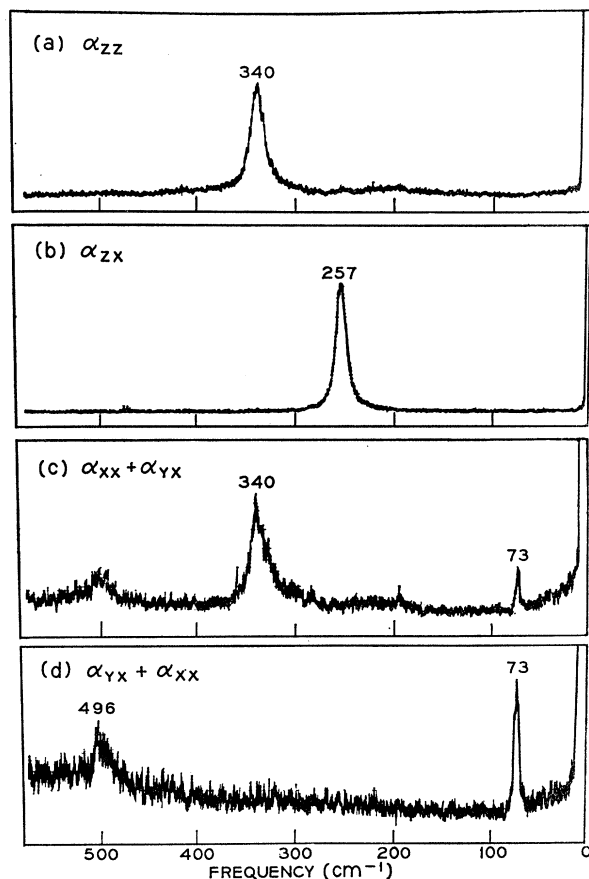 (a) αZZ
340
(b) αZX
257
(c) αXX + αYX
340
73
(d) αYX + αXX
496
73
500 400 300 200 100 0
FREQUENCY (cm⁻¹)